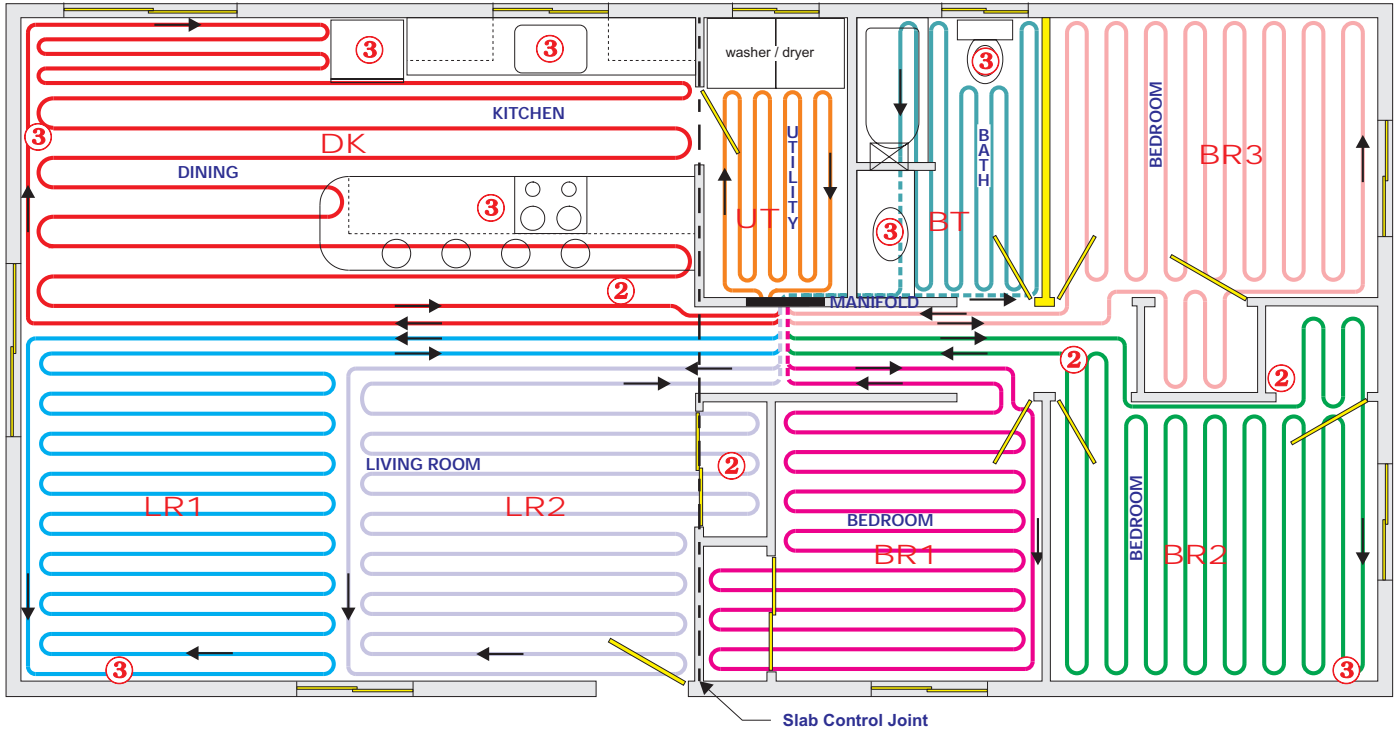 washer / dryer
③
③
③
③
KITCHEN
DK
DINING
③
②
UTILITY
UT
BATH
BT
③
BEDROOM
BR3
MANIFOLD
②
②
LIVING ROOM
LR1
LR2
②
BEDROOM
BR1
BEDROOM
BR2
③
③
Slab Control Joint